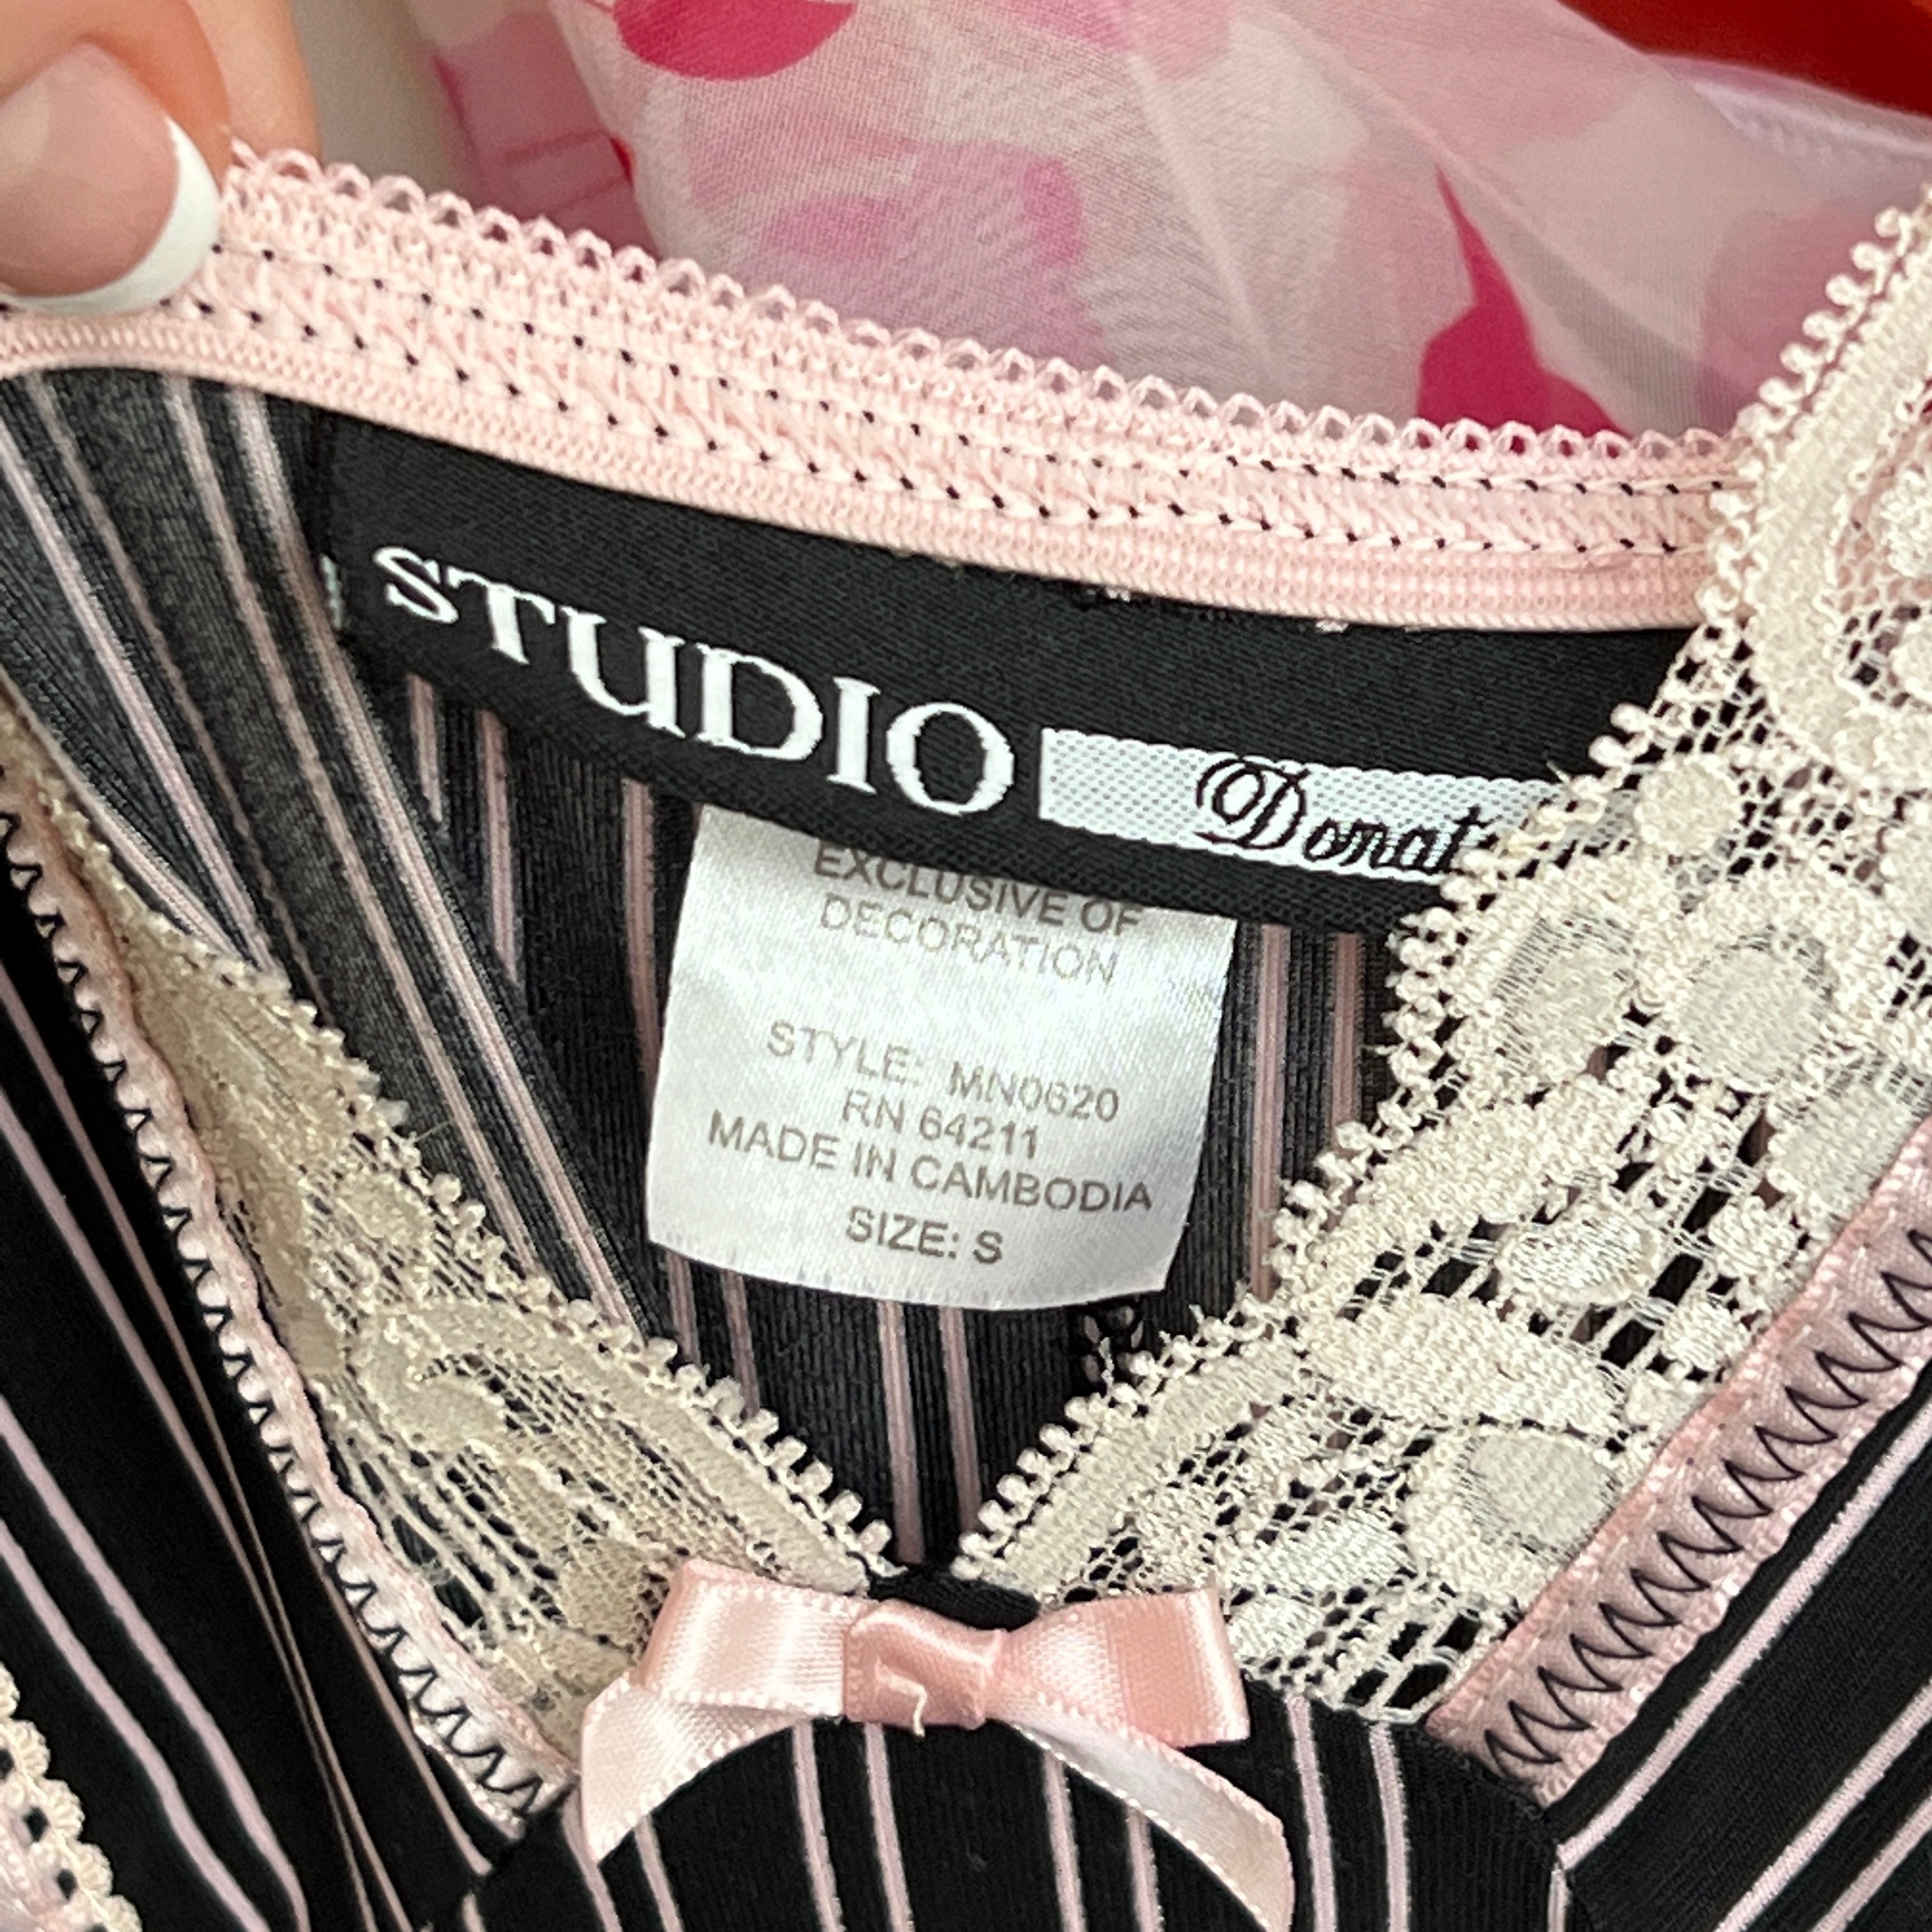 STUDIO Donat
EXCLUSIVE OF
DECORATION
STYLE: MN0620
RN 64211
MADE IN CAMBODIA
SIZE: S